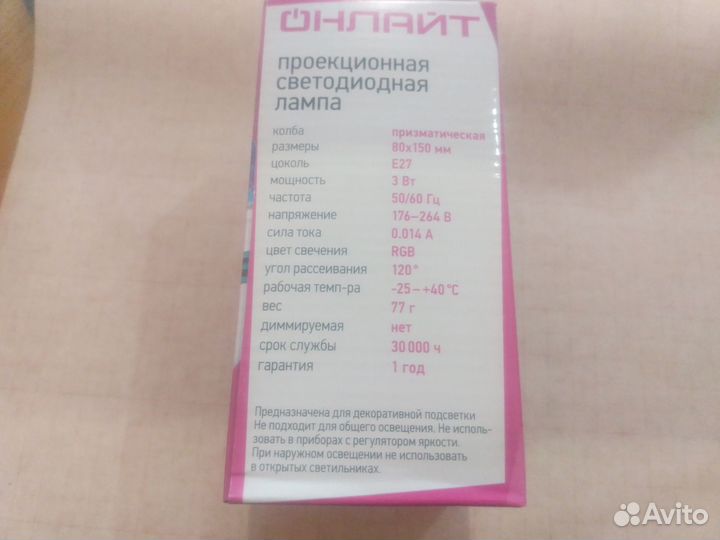 ОНЛАЙТ
проекционная
светодиодная
лампа
колба призматическая
размеры 80x150 мм
цоколь E27
мощность 3 Вт
частота 50/60 Гц
напряжение 176–264 В
сила тока 0.014 А
цвет свечения RGB
угол рассеивания 120°
рабочая темп-ра -25–+40°С
вес 77 г
диммируемая нет
срок службы 30000 ч
гарантия 1 год
Предназначена для декоративной подсветки
Не подходит для общего освещения. Не исполь-
зовать в приборах с регулятором яркости.
При наружном освещении не использовать
в открытых светильниках.
Avito